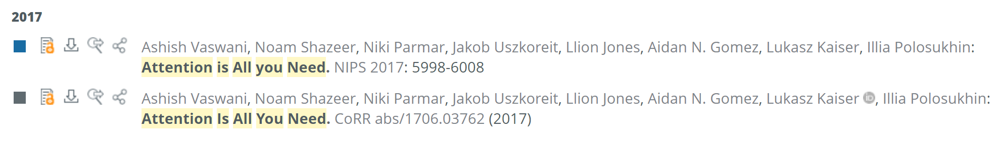 2017
Ashish Vaswani, Noam Shazeer, Niki Parmar, Jakob Uszkoreit, Llion Jones, Aidan N. Gomez, Lukasz Kaiser, Illia Polosukhin:
Attention is All you Need. NIPS 2017: 5998-6008
Ashish Vaswani, Noam Shazeer, Niki Parmar, Jakob Uszkoreit, Llion Jones, Aidan N. Gomez, Lukasz Kaiser iD, Illia Polosukhin:
Attention Is All You Need. CoRR abs/1706.03762 (2017)